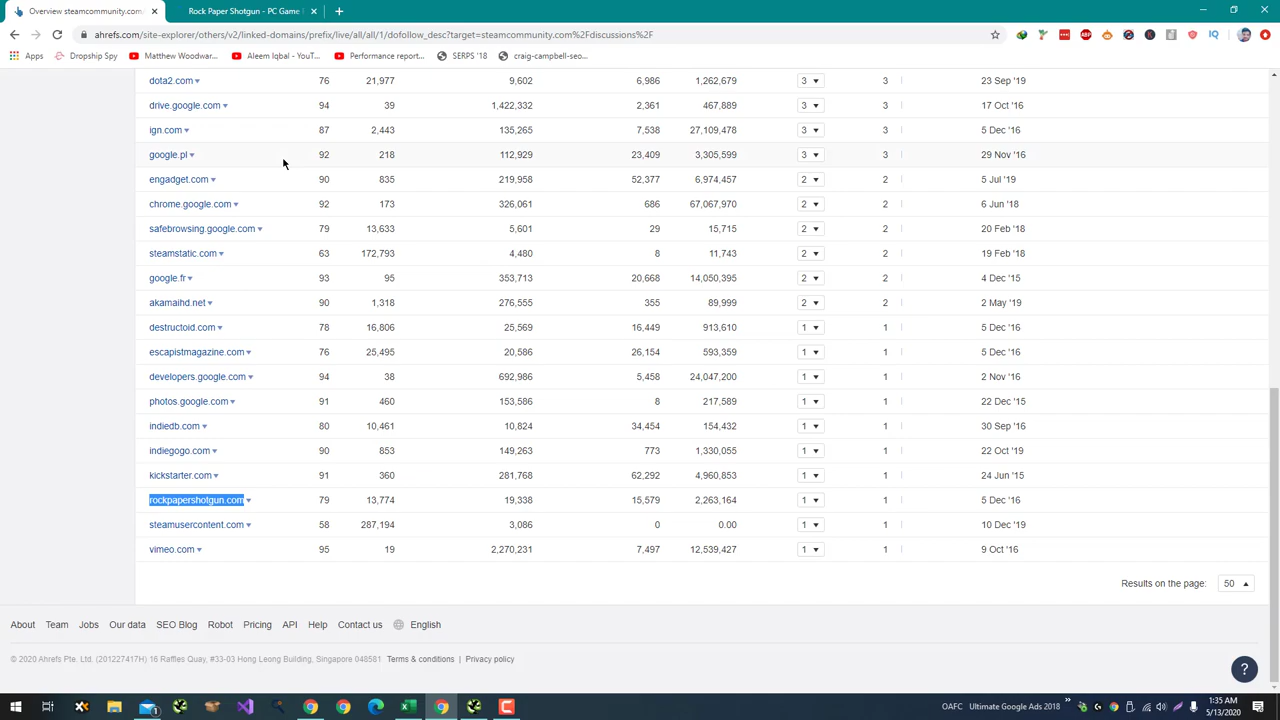 Overview steamcommunity.com
Rock Paper Shotgun - PC Game
ahrefs.com/site-explorer/others/v2/linked-domains/prefix/live/all/all/1/dofollow_desc?target=steamcommunity.com%2Fdiscussions%2F
Apps Dropship Spy Matthew Woodwar... Aleem Iqbal - YouT... Performance report... SERPS '18 craig-campbell-seo...
dota2.com 76 21,977 9,602 6,986 1,262,679 3 3 23 Sep '19
drive.google.com 94 39 1,422,332 2,361 467,889 3 3 17 Oct '16
ign.com 87 2,443 135,265 7,538 27,109,478 3 3 5 Dec '16
google.pl 92 218 112,929 23,409 3,305,599 3 3 29 Nov '16
engadget.com 90 835 219,958 52,377 6,974,457 2 2 5 Jul '19
chrome.google.com 92 173 326,061 686 67,067,970 2 2 6 Jun '18
safebrowsing.google.com 79 13,633 5,601 29 15,715 2 2 20 Feb '18
steamstatic.com 63 172,793 4,480 8 11,743 2 2 19 Feb '18
google.fr 93 95 353,713 20,668 14,050,395 2 2 4 Dec '15
akamaihd.net 90 1,318 276,555 355 89,999 2 2 2 May '19
destructoid.com 78 16,806 25,569 16,449 913,610 1 1 5 Dec '16
escapistmagazine.com 76 25,495 20,586 26,154 593,359 1 1 5 Dec '16
developers.google.com 94 38 692,986 5,458 24,047,200 1 1 2 Nov '16
photos.google.com 91 460 153,586 8 217,589 1 1 22 Dec '15
indiedb.com 80 10,461 10,824 34,454 154,432 1 1 30 Sep '16
indiegogo.com 90 853 149,263 773 1,330,055 1 1 22 Oct '19
kickstarter.com 91 360 281,768 62,292 4,960,853 1 1 24 Jun '15
rockpapershotgun.com 79 13,774 19,338 15,579 2,263,164 1 1 5 Dec '16
steamusercontent.com 58 287,194 3,086 0 0.00 1 1 10 Dec '19
vimeo.com 95 19 2,270,231 7,497 12,539,427 1 1 9 Oct '16
Results on the page: 50
About Team Jobs Our data SEO Blog Robot Pricing API Help Contact us English
© 2020 Ahrefs Pte. Ltd. (201227417H) 16 Raffles Quay, #33-03 Hong Leong Building, Singapore 048581 Terms & conditions | Privacy policy
?
OAFC Ultimate Google Ads 2018
1:35 AM
5/13/2020